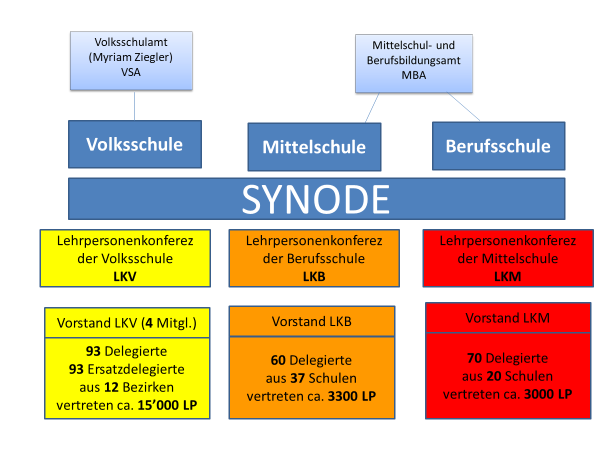 Volksschulamt
(Myriam Ziegler)
VSA
Mittelschul- und
Berufsbildungsamt
MBA
Volksschule
Mittelschule
Berufsschule
SYNODE
Lehrpersonenkonferez
der Volksschule
LKV
Lehrpersonenkonferez
der Berufsschule
LKB
Lehrpersonenkonferez
der Mittelschule
LKM
Vorstand LKV (4 Mitgl.)
93 Delegierte
93 Ersatzdelegierte
aus 12 Bezirken
vertreten ca. 15’000 LP
Vorstand LKB
60 Delegierte
aus 37 Schulen
vertreten ca. 3300 LP
Vorstand LKM
70 Delegierte
aus 20 Schulen
vertreten ca. 3000 LP